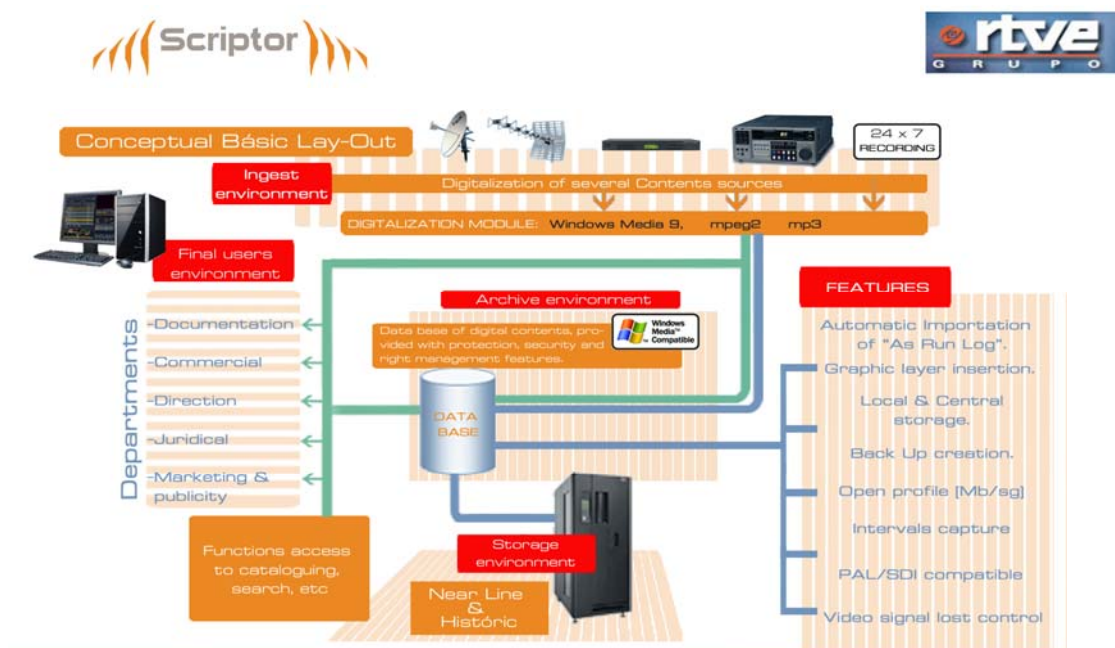 Scriptor
rtve
GRUPO
Conceptual Básic Lay-Out
24 x 7
RECORDING
Ingest
environment
Digitalization of several Contents sources
DIGITALIZATION MODULE: Windows Media 9, mpeg2 mp3
Final users
environment
Departments
-Documentation
-Commercial
-Direction
-Juridical
-Marketing &
publicity
Functions access
to cataloguing,
search, etc
Archive environment
Data base of digital contents, pro-
vided with protection, security and
right management features.
Windows
Media™
Compatible
DATA
BASE
Storage
environment
Near Line
&
Históric
FEATURES
Automatic Importation
of "As Run Log".
Graphic layer insertion.
Local & Central
storage.
Back Up creation.
Open profile [Mb/sg]
Intervals capture
PAL/SDI compatible
Video signal lost control